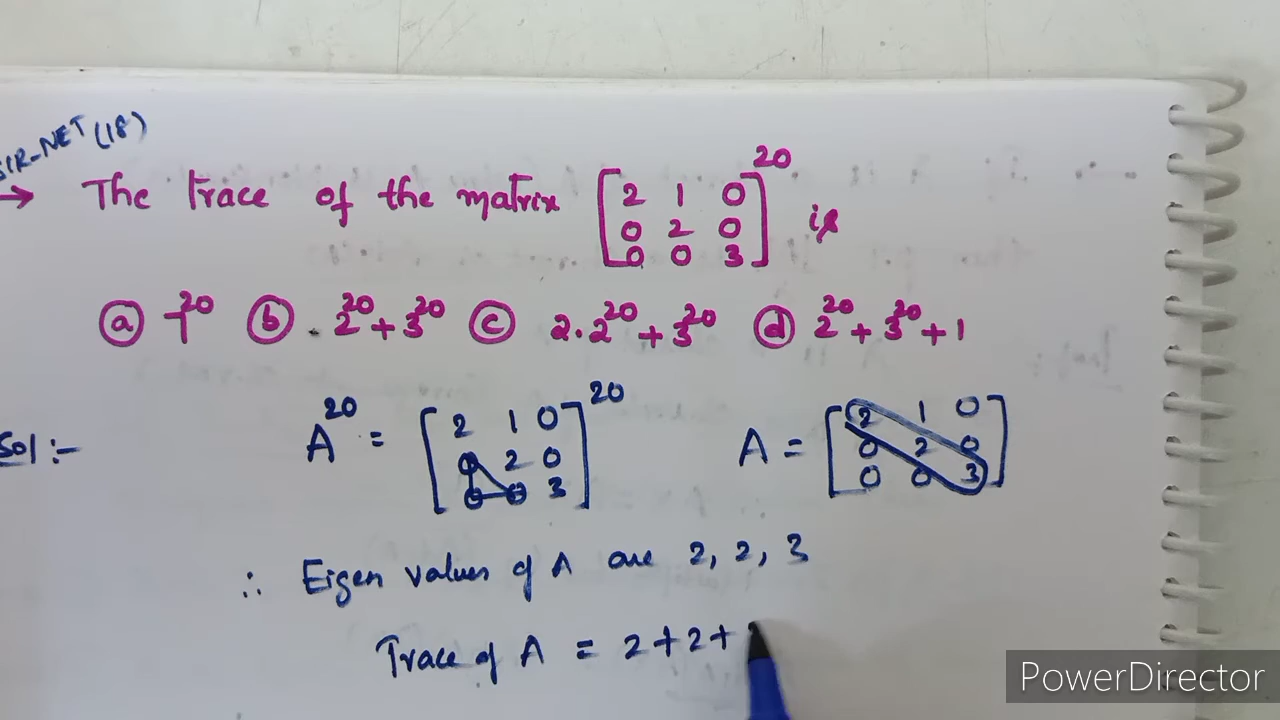 NET (18)
→ The Trace of the matrix [2 1 0 0 2 0 0 0 3]^20 is
ⓐ 7^20 ⓑ 2^20 + 3^20 ⓒ 2.2^20 + 3^20 ⓓ 2^20 + 3^20 + 1
Sol :- A^20 = [2 1 0 0 2 0 0 0 3]^20 A = [2 1 0 0 2 0 0 0 3]
∴ Eigen values of A are 2, 2, 3
Trace of A = 2+2+
PowerDirector